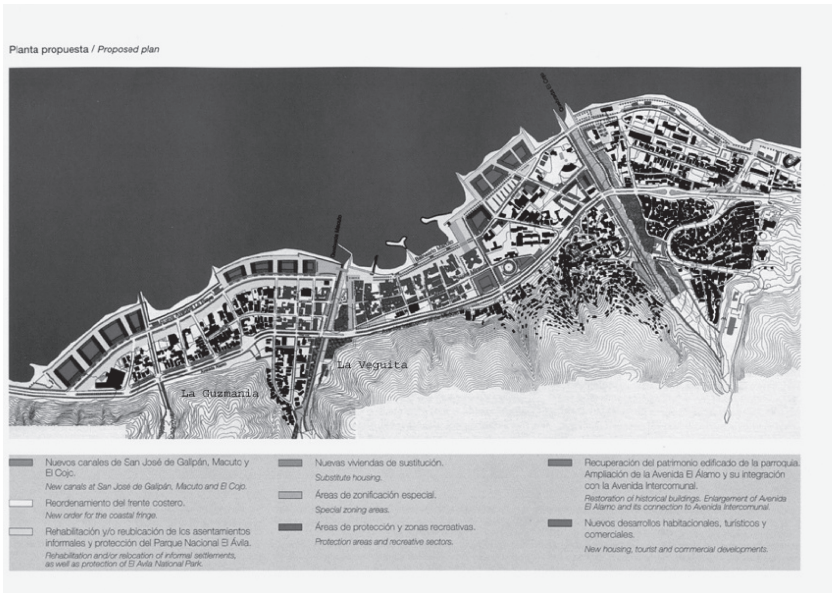 Planta propuesta / Proposed plan
La Veguita
La Guzmania
Nuevos canales de San José de Galipán, Macuto y
El Cojo.
New canals at San José de Galipán, Macuto and El Cojo.
Reordenamiento del frente costero.
New order for the coastal fringe.
Rehabilitación y/o reubicación de los asentamientos
informales y protección del Parque Nacional El Ávila.
Rehabilitation and/or relocation of informal settlements,
as well as protection of El Avila National Park.
Nuevas viviendas de sustitución.
Substitute housing.
Áreas de zonificación especial.
Special zoning areas.
Áreas de protección y zonas recreativas.
Protection areas and recreative sectors.
Recuperación del patrimonio edificado de la parroquia.
Ampliación de la Avenida El Álamo y su integración
con la Avenida Intercomunal.
Restoration of historical buildings. Enlargement of Avenida
El Alamo and its connection to Avenida Intercomunal.
Nuevos desarrollos habitacionales, turísticos y
comerciales.
New housing, tourist and commercial developments.